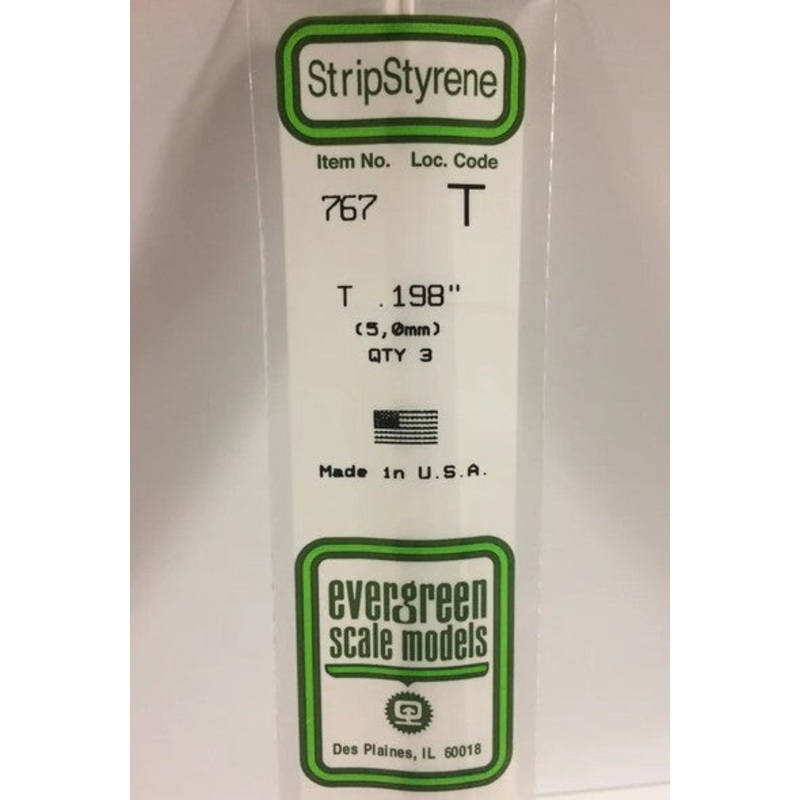 StripStyrene
Item No. Loc. Code
767 T
T .198"
(5,0mm)
QTY 3
Made in U.S.A.
evergreen
scale models
Des Plaines, IL 60018